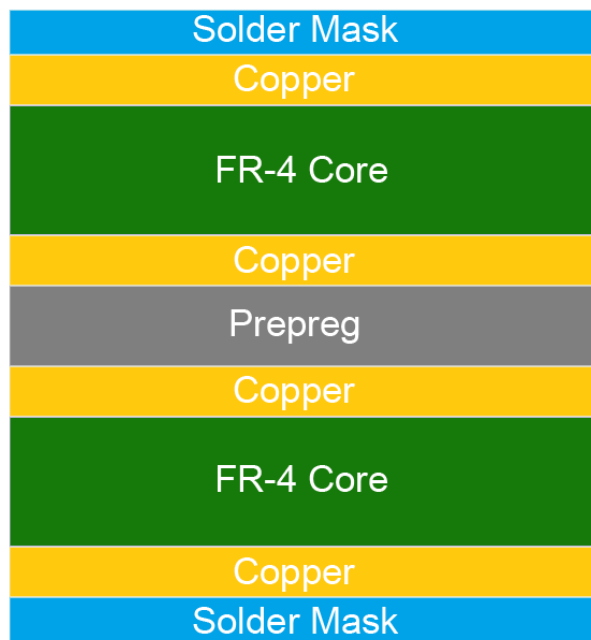 Solder Mask
Copper
FR-4 Core
Copper
Prepreg
Copper
FR-4 Core
Copper
Solder Mask